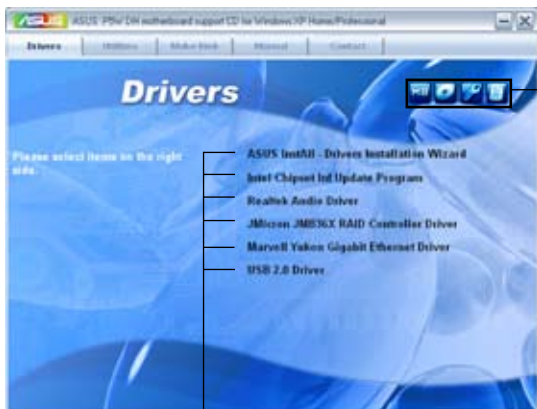 ASUS P5W DH motherboard support CD for Windows XP Home/Professional
Drivers Utilities Make Disk Manual Contact
Drivers
Please select items on the right side.
ASUS InstAll - Drivers Installation Wizard
Intel Chipset Inf Update Program
Realtek Audio Driver
JMicron JMB36X RAID Controller Driver
Marvell Yukon Gigabit Ethernet Driver
USB 2.0 Driver